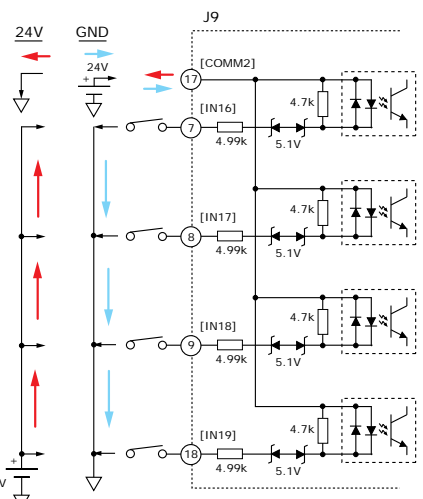 J9
24V GND
24V
[COMM2]
17
[IN16]
4.7k
7
4.99k
5.1V
[IN17]
4.7k
8
4.99k
5.1V
[IN18]
4.7k
9
4.99k
5.1V
[IN19]
4.7k
18
4.99k
5.1V
+
+
V